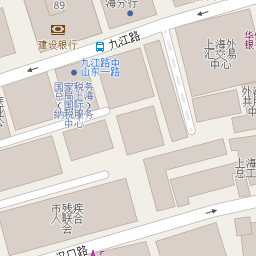 89
海分行
建设银行
九江路
九江路中
山东一路
上海外
汇交易
中心
银
国家税务
总局上海
(国际)
纳税服务
中心
外
共
上海
总工
市残疾
人联合
会
汉口路